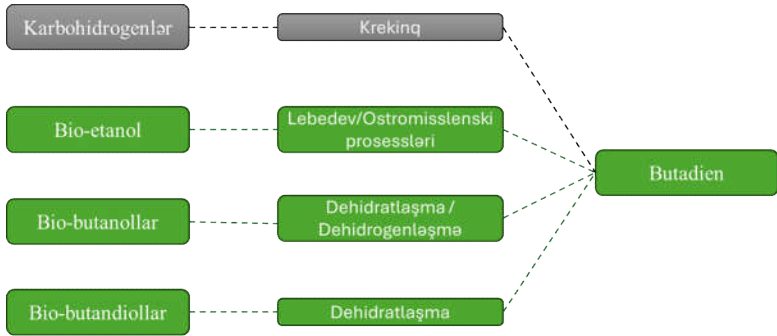 Karbohidrogenlər
Krekinq
Bio-etanol
Lebedev/Ostromisslenski
prosessləri
Butadien
Bio-butanollar
Dehidratlaşma /
Dehidrogenləşmə
Bio-butandiollar
Dehidratlaşma